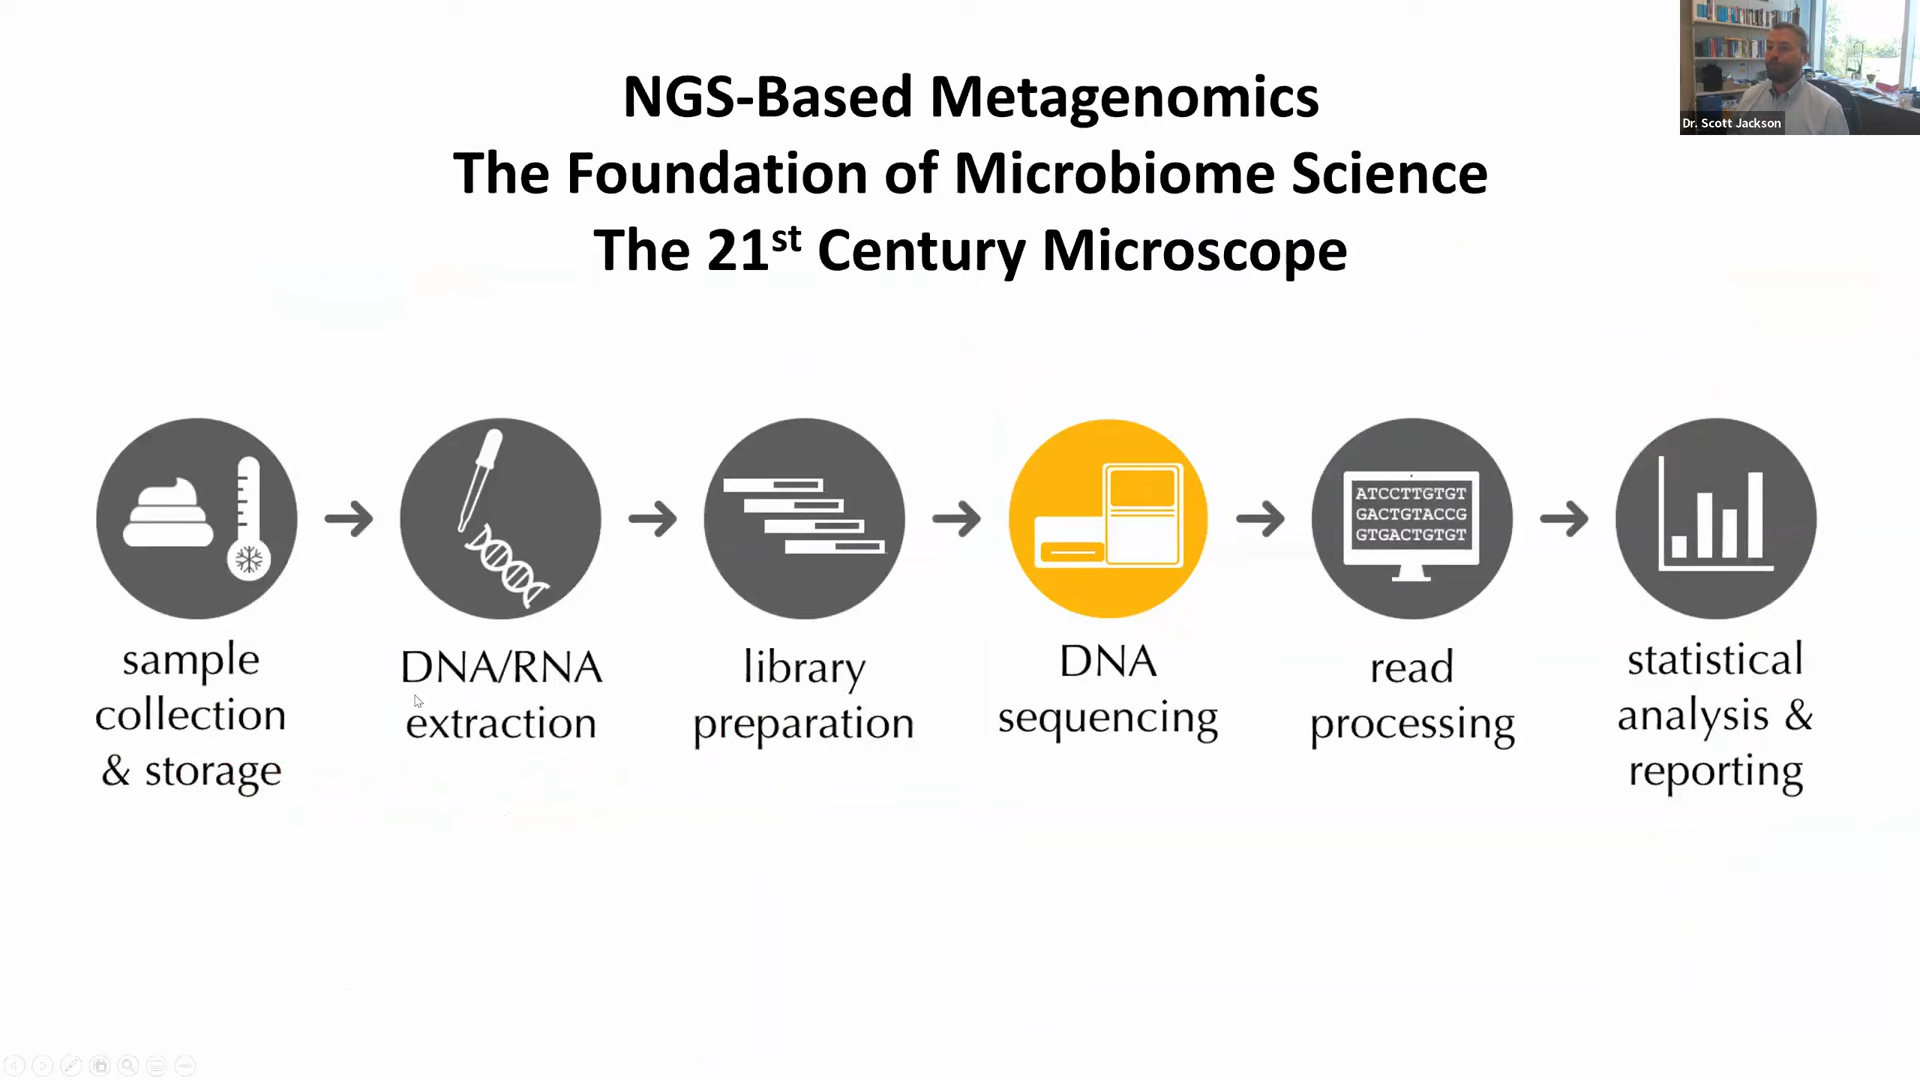 NGS-Based Metagenomics
The Foundation of Microbiome Science
The 21st Century Microscope
Dr. Scott Jackson
ATCCTTGTGT
GACTGTACCG
GTGACTGTGT
sample
collection
& storage
DNA/RNA
extraction
library
preparation
DNA
sequencing
read
processing
statistical
analysis &
reporting